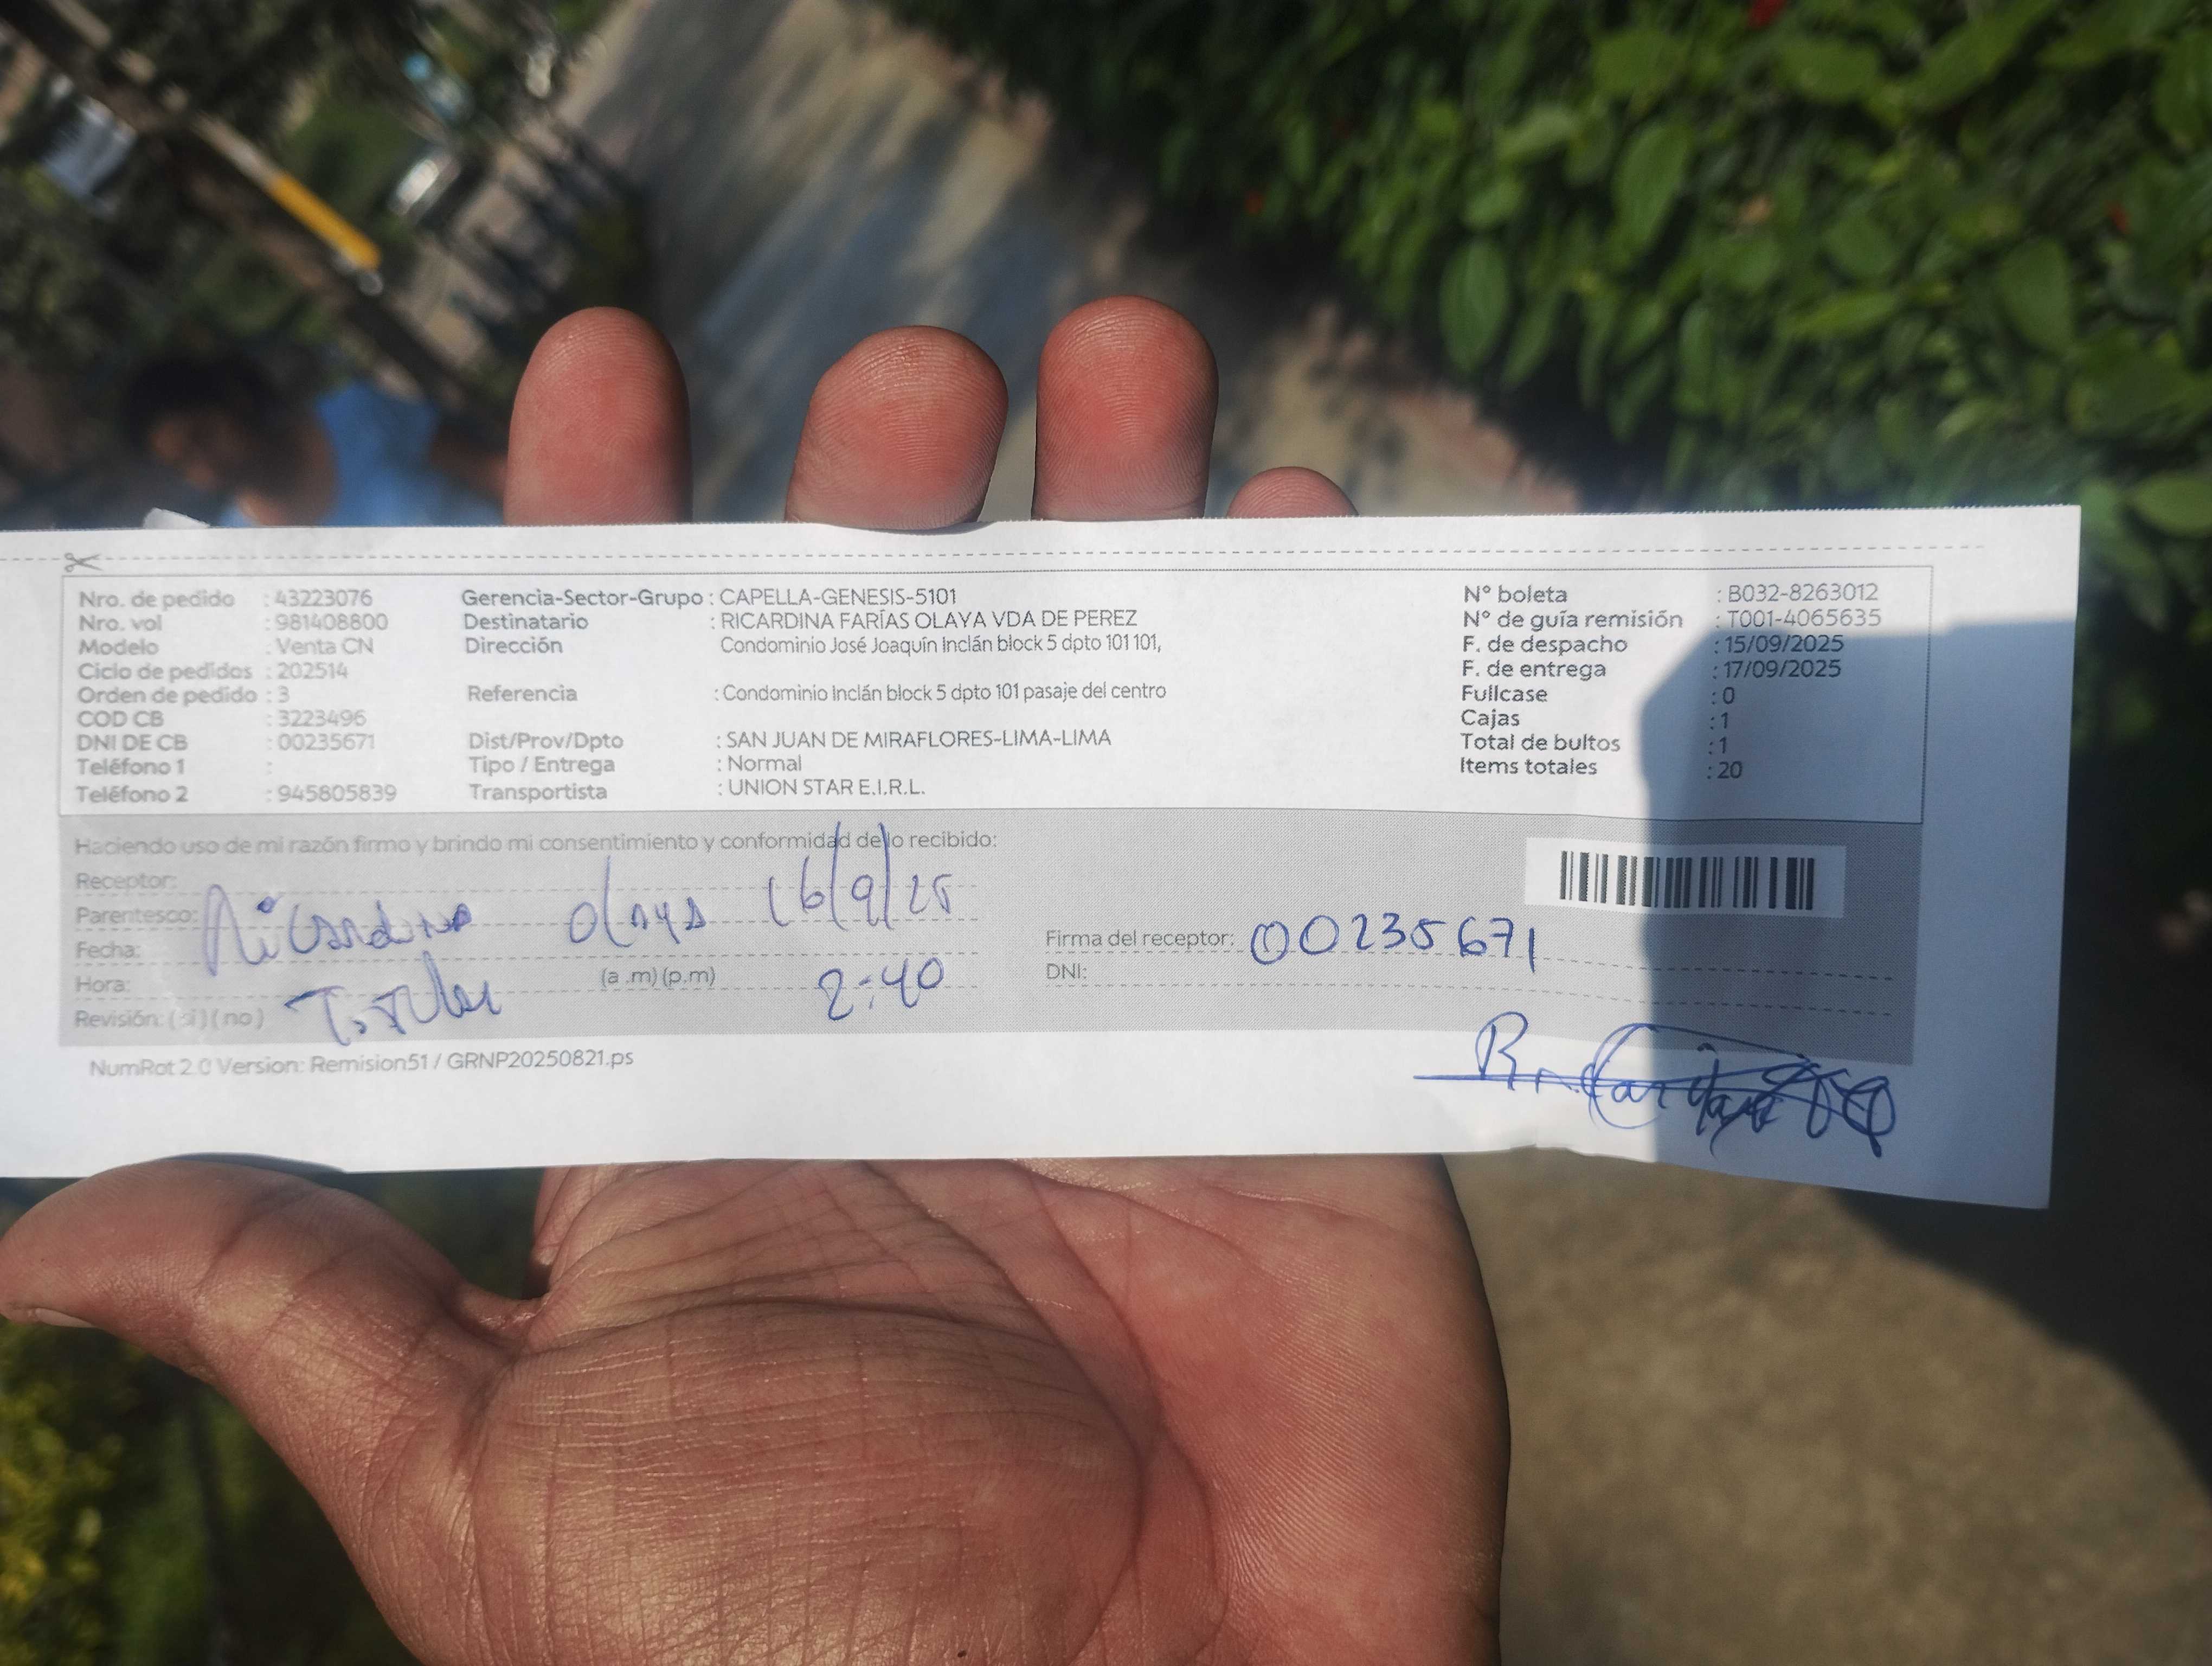 Nro. de pedido : 43223076 Gerencia-Sector-Grupo : CAPELLA-GENESIS-5101 N° boleta : B032-8263012
Nro. vol : 981408800 Destinatario : RICARDINA FARÍAS OLAYA VDA DE PEREZ N° de guía remisión : T001-4065635
Modelo : Venta CN Dirección Condominio José Joaquín Inclán block 5 dpto 101 101, F. de despacho : 15/09/2025
Ciclo de pedidos : 202514 F. de entrega : 17/09/2025
Orden de pedido : 3 Referencia : Condominio Inclán block 5 dpto 101 pasaje del centro Fullcase : 0
COD CB : 3223496 Cajas : 1
DNI DE CB : 00235671 Dist/Prov/Dpto : SAN JUAN DE MIRAFLORES-LIMA-LIMA Total de bultos : 1
Teléfono 1 : Tipo / Entrega : Normal Items totales : 20
Teléfono 2 : 945805839 Transportista : UNION STAR E.I.R.L.
Haciendo uso de mi razón firmo y brindo mi consentimiento y conformidad de lo recibido:
Receptor:
Parentesco: Ricardina Olaya 16/9/25
Fecha: Firma del receptor: 00235671
Hora: (a .m) (p.m) 2:40 DNI:
Revisión: ( si ) ( no )
NumRot 2.0 Version: Remision51 / GRNP20250821.ps